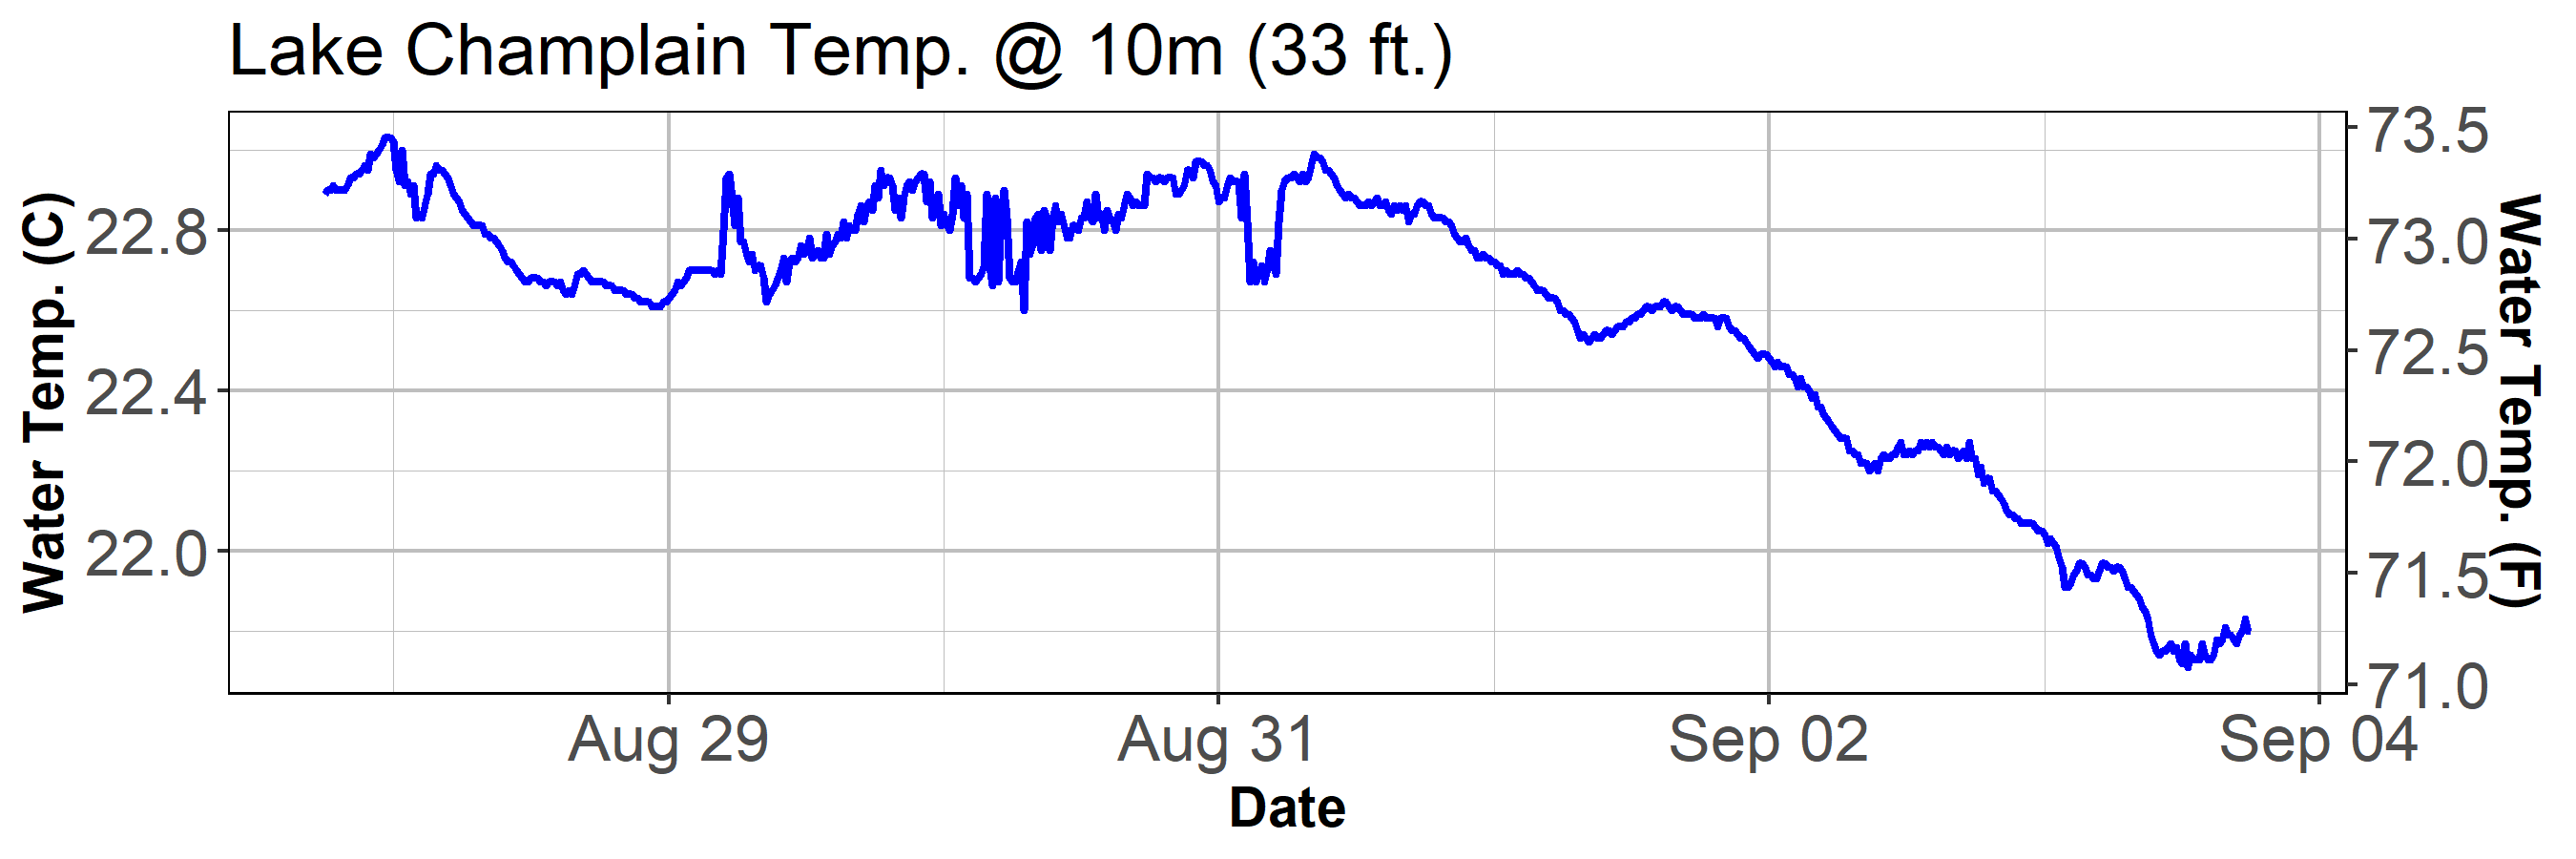 Lake Champlain Temp. @ 10m (33 ft.)
Water Temp. (C)
22.8
22.4
22.0
73.5
73.0
72.5
72.0
71.5
71.0
Water Temp. (F)
Aug 29
Aug 31
Sep 02
Sep 04
Date